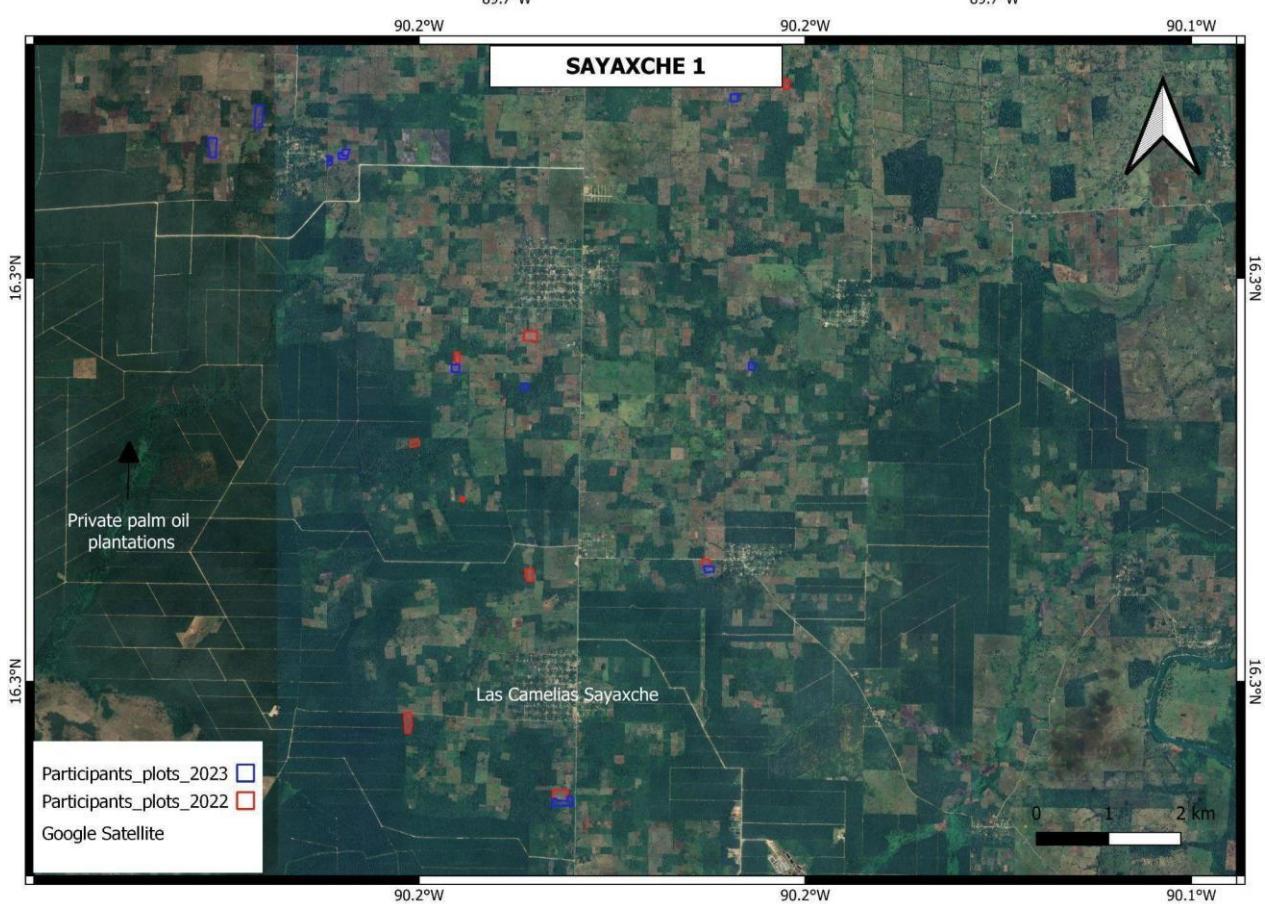 90.2°W
90.2°W
90.1°W
SAYAXCHE 1
16.3°N
16.3°N
Private palm oil
plantations
16.3°N
16.3°N
Las Camelias Sayaxche
Participants_plots_2023
Participants_plots_2022
Google Satellite
0 1 2 km
90.2°W
90.2°W
90.1°W